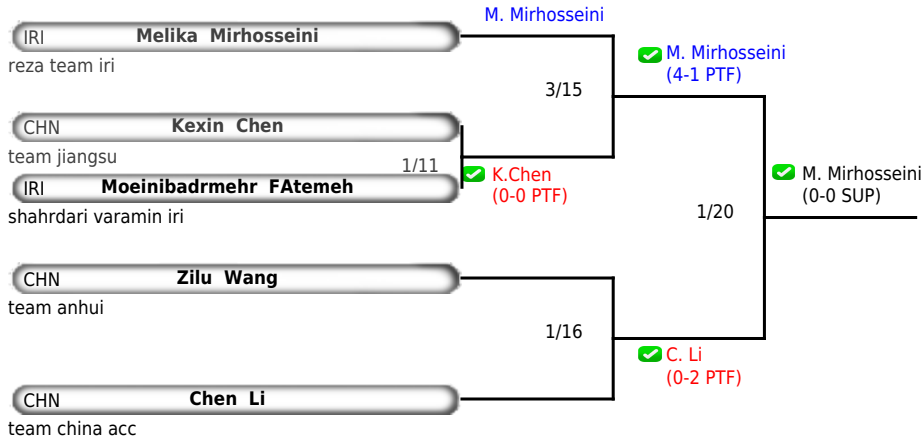 M. Mirhosseini
IRI Melika Mirhosseini
reza team iri
M. Mirhosseini
(4-1 PTF)
3/15
CHN Kexin Chen
team jiangsu
1/11
K.Chen
(0-0 PTF)
IRI Moeinibadrmehr FAtemeh
shahrdari varamin iri
M. Mirhosseini
(0-0 SUP)
1/20
CHN Zilu Wang
team anhui
1/16
C. Li
(0-2 PTF)
CHN Chen Li
team china acc